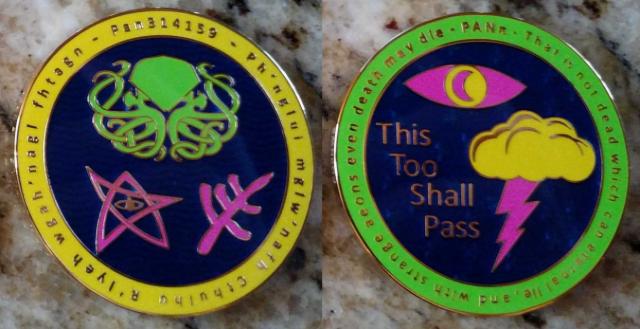 Pan314159 - Ph'nglui mglw'nafh Cthulhu R'lyeh wgah'nagl fhtagn -
That is not dead which can eternal lie, and with strange aeons even death may die - PANn -
This
Too
Shall
Pass